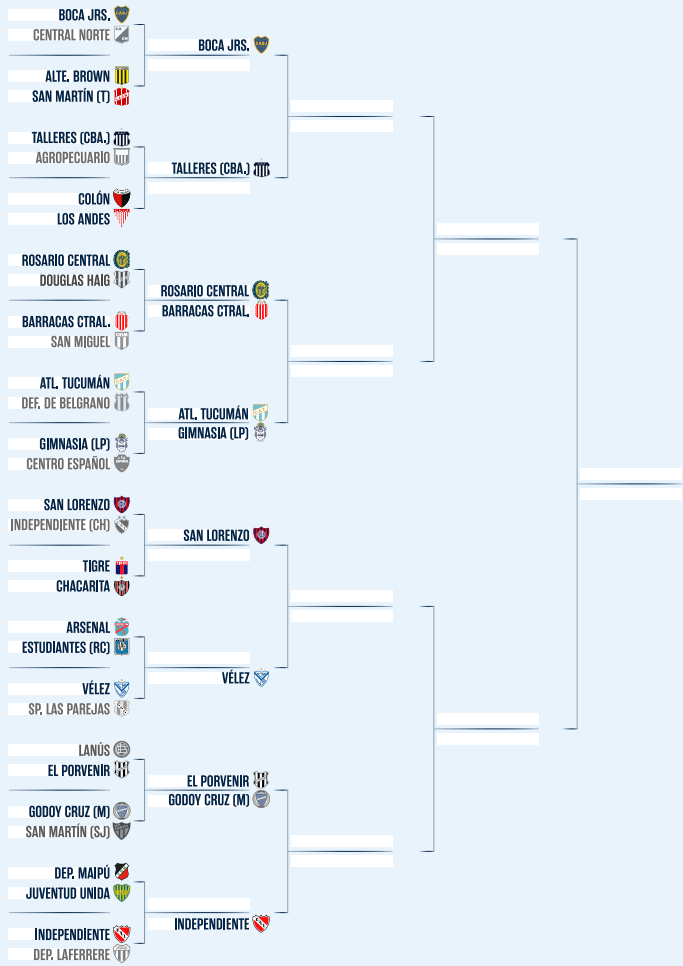 BOCA JRS.
CENTRAL NORTE
BOCA JRS.
ALTE. BROWN
SAN MARTÍN (T)
TALLERES (CBA.)
AGROPECUARIO
TALLERES (CBA.)
COLÓN
LOS ANDES
ROSARIO CENTRAL
DOUGLAS HAIG
ROSARIO CENTRAL
BARRACAS CTRAL.
BARRACAS CTRAL.
SAN MIGUEL
ATL. TUCUMÁN
DEF. DE BELGRANO
ATL. TUCUMÁN
GIMNASIA (LP)
GIMNASIA (LP)
CENTRO ESPAÑOL
SAN LORENZO
INDEPENDIENTE (CH)
SAN LORENZO
TIGRE
CHACARITA
ARSENAL
ESTUDIANTES (RC)
VÉLEZ
VÉLEZ
SP. LAS PAREJAS
LANÚS
EL PORVENIR
EL PORVENIR
GODOY CRUZ (M)
GODOY CRUZ (M)
SAN MARTÍN (SJ)
DEP. MAIPÚ
JUVENTUD UNIDA
INDEPENDIENTE
INDEPENDIENTE
DEP. LAFERRERE